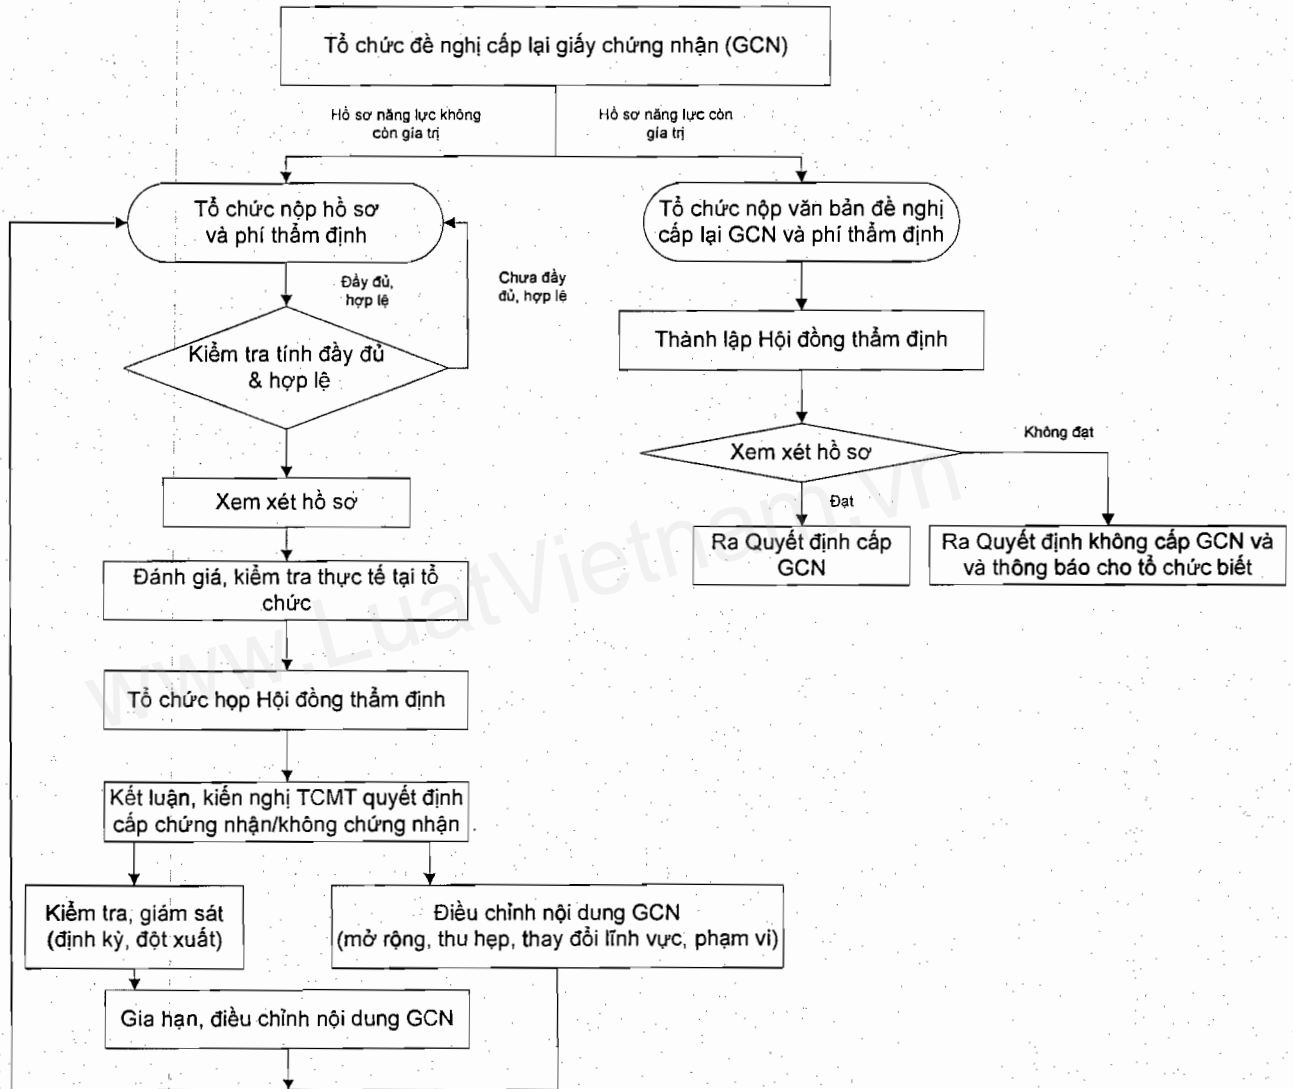 Tổ chức đề nghị cấp lại giấy chứng nhận (GCN)
Hồ sơ năng lực không
còn gía trị
Hồ sơ năng lực còn
gía trị
Tổ chức nộp hồ sơ
và phí thẩm định
Tổ chức nộp văn bản đề nghị
cấp lại GCN và phí thẩm định
Đầy đủ,
hợp lệ
Chưa đầy
đủ, hợp lệ
Thành lập Hội đồng thẩm định
Kiểm tra tính đầy đủ
& hợp lệ
Không đạt
Xem xét hồ sơ
Đạt
Xem xét hồ sơ
Ra Quyết định cấp
GCN
Ra Quyết định không cấp GCN và
và thông báo cho tổ chức biết
Đánh giá, kiểm tra thực tế tại tổ
chức
Tổ chức họp Hội đồng thẩm định
Kết luận, kiến nghị TCMT quyết định
cấp chứng nhận/không chứng nhận
Kiểm tra, giám sát
(định kỳ, đột xuất)
Điều chỉnh nội dung GCN
(mở rộng, thu hẹp, thay đổi lĩnh vực, phạm vi)
Gia hạn, điều chỉnh nội dung GCN
www.LuatVietnam.vn